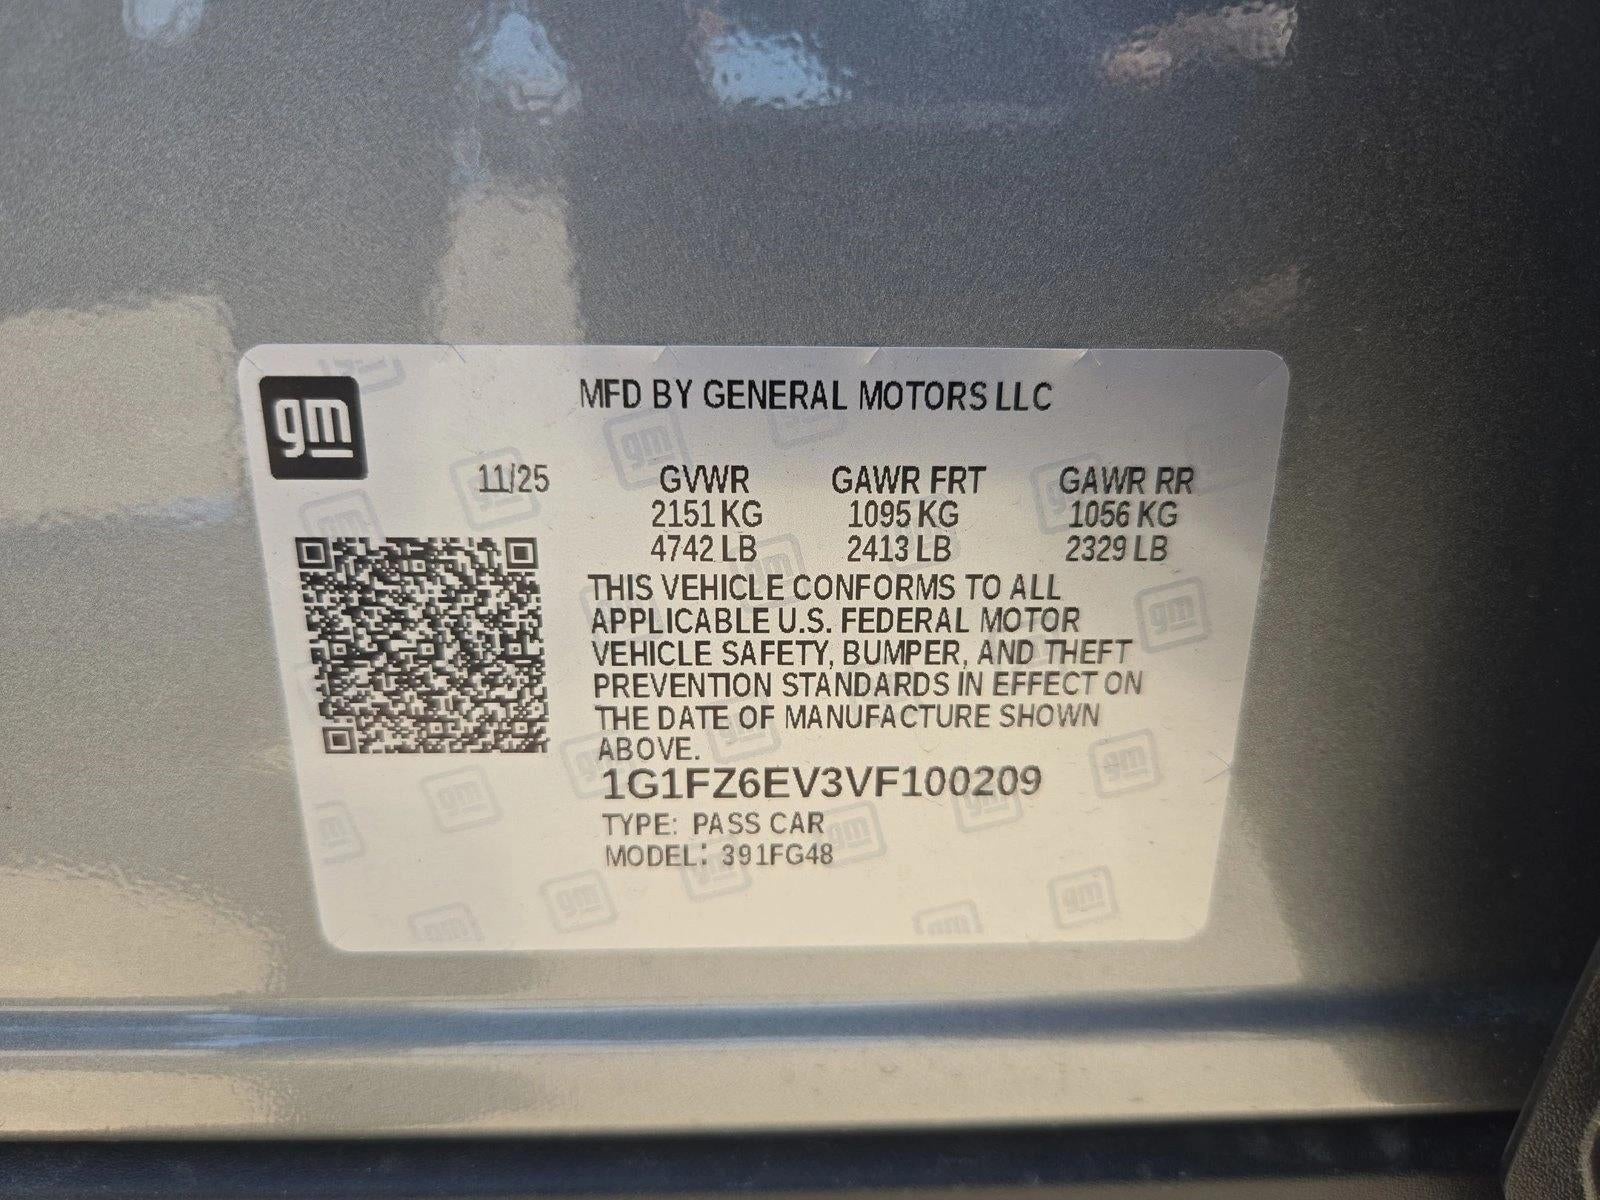 gm
MFD BY GENERAL MOTORS LLC
11/25 GVWR GAWR FRT GAWR RR
2151 KG 1095 KG 1056 KG
4742 LB 2413 LB 2329 LB
THIS VEHICLE CONFORMS TO ALL
APPLICABLE U.S. FEDERAL MOTOR
VEHICLE SAFETY, BUMPER, AND THEFT
PREVENTION STANDARDS IN EFFECT ON
THE DATE OF MANUFACTURE SHOWN
ABOVE.
1G1FZ6EV3VF100209
TYPE: PASS CAR
MODEL: 391FG48